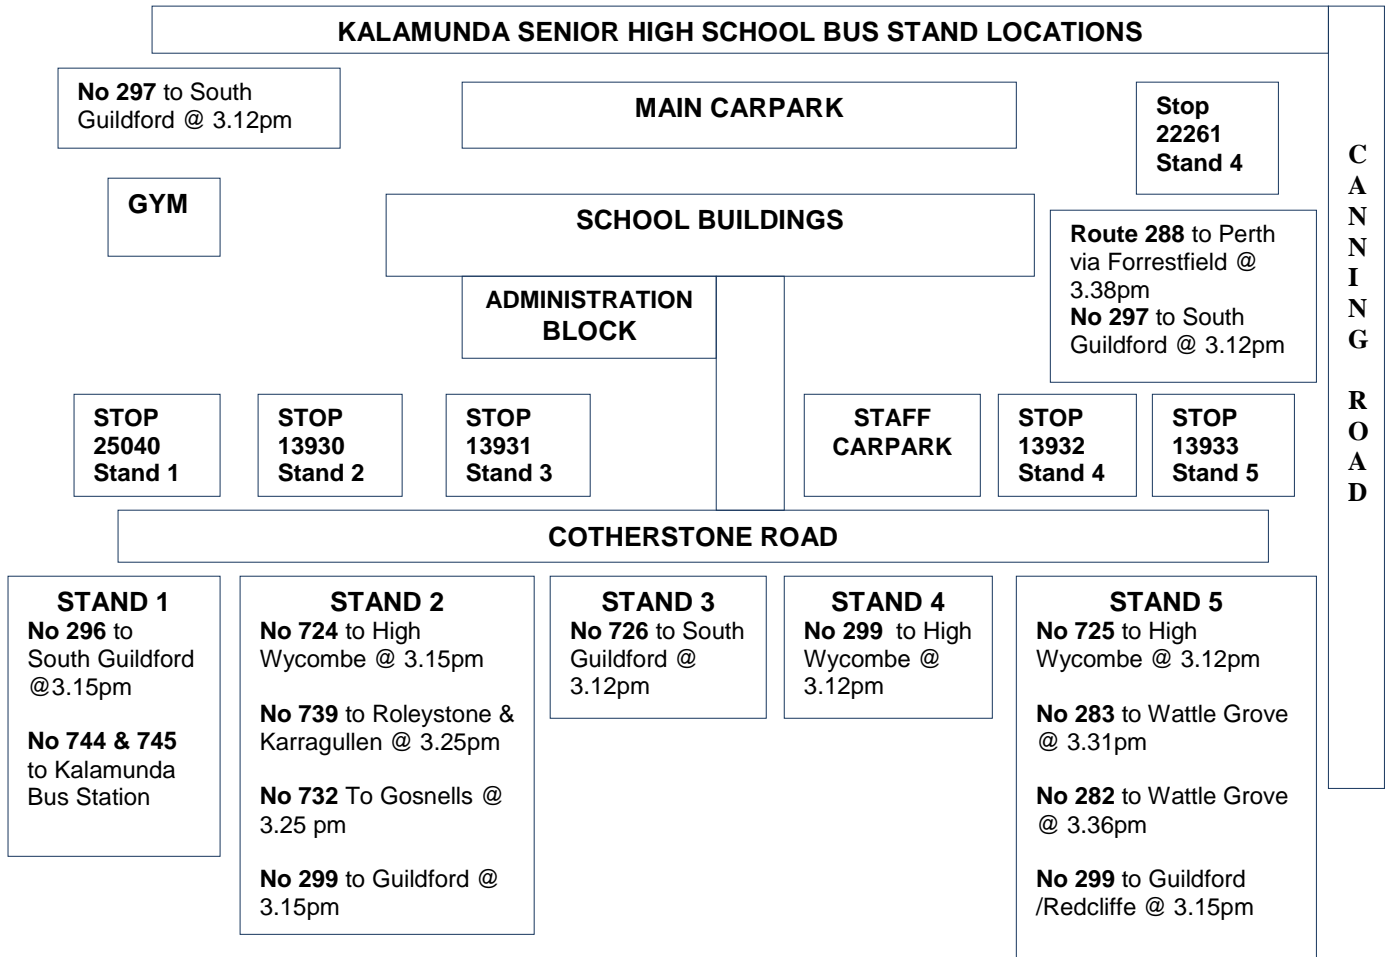 KALAMUNDA SENIOR HIGH SCHOOL BUS STAND LOCATIONS
No 297 to South
Guildford @ 3.12pm
MAIN CARPARK
Stop
22261
Stand 4
CANNING ROAD
GYM
SCHOOL BUILDINGS
Route 288 to Perth
via Forrestfield @
3.38pm
No 297 to South
Guildford @ 3.12pm
ADMINISTRATION
BLOCK
STOP
25040
Stand 1
STOP
13930
Stand 2
STOP
13931
Stand 3
STAFF
CARPARK
STOP
13932
Stand 4
STOP
13933
Stand 5
COTHERSTONE ROAD
STAND 1
No 296 to
South Guildford
@3.15pm
No 744 & 745
to Kalamunda
Bus Station
STAND 2
No 724 to High
Wycombe @ 3.15pm
No 739 to Roleystone &
Karragullen @ 3.25pm
No 732 To Gosnells @
3.25 pm
No 299 to Guildford @
3.15pm
STAND 3
No 726 to South
Guildford @
3.12pm
STAND 4
No 299  to High
Wycombe @
3.12pm
STAND 5
No 725 to High
Wycombe @ 3.12pm
No 283 to Wattle Grove
@ 3.31pm
No 282 to Wattle Grove
@ 3.36pm
No 299 to Guildford
/Redcliffe @ 3.15pm